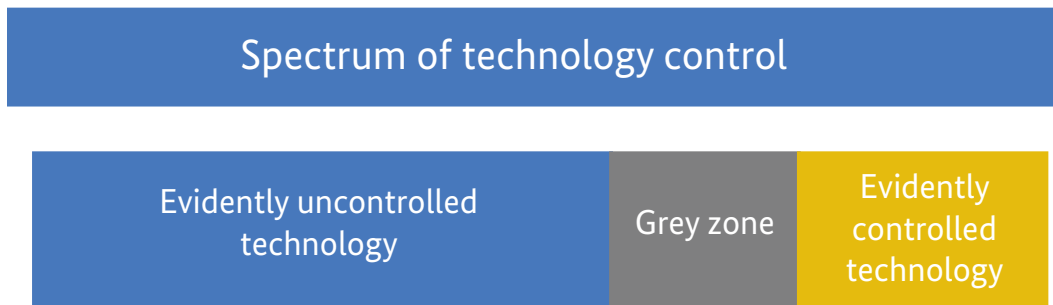 Spectrum of technology control
Evidently uncontrolled
technology
Grey zone
Evidently
controlled
technology